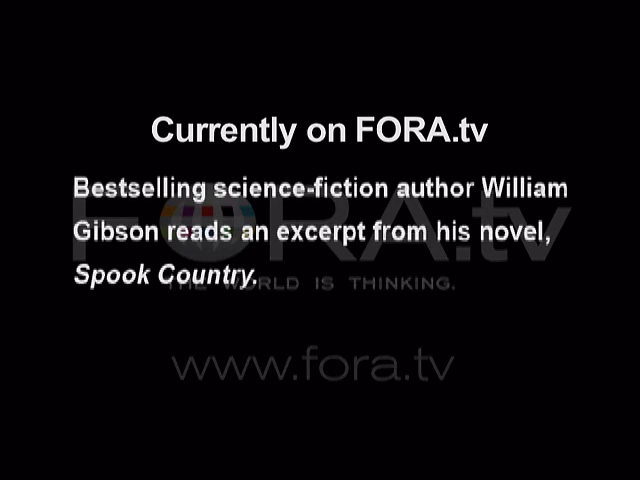 Currently on FORA.tv
Bestselling science-fiction author William
Gibson reads an excerpt from his novel,
Spook Country.
FORA.tv
THE WORLD IS THINKING.
www.fora.tv